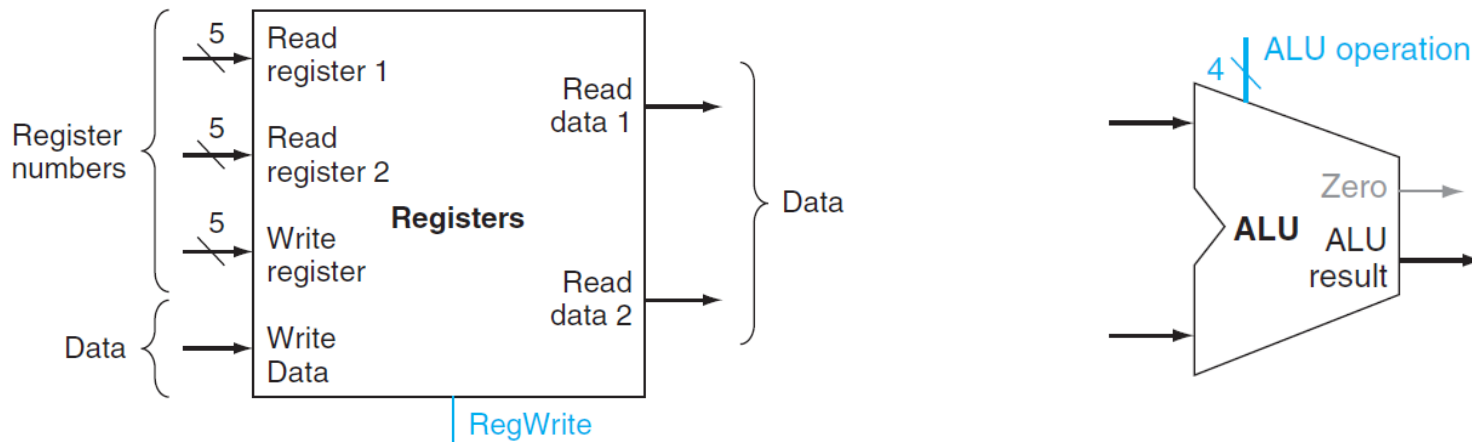 Register
numbers
Data
5
Read
register 1
5
Read
register 2
5
Write
register
Write
Data
Registers
Read
data 1
Read
data 2
RegWrite
Data
4
ALU operation
Zero
ALU
ALU
result